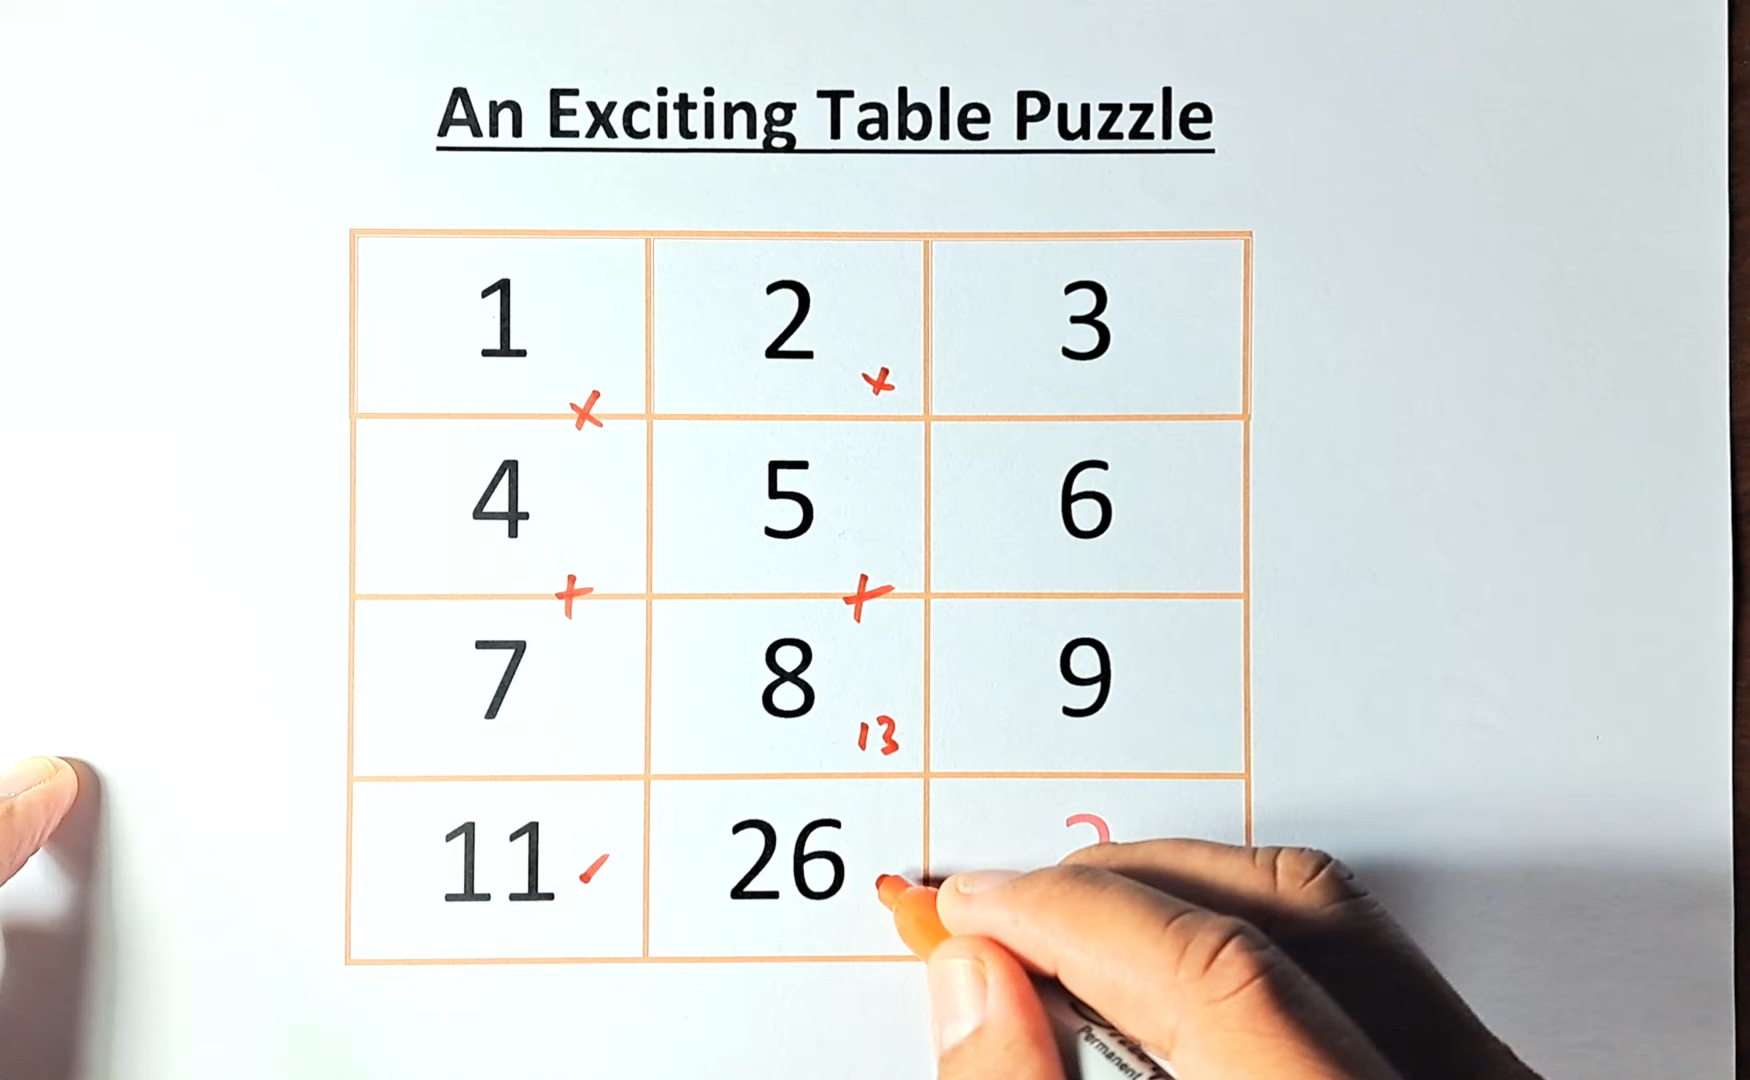 An Exciting Table Puzzle
1 2 3
× ×
4 5 6
+ +
7 8 9
13
11 26 ?
Permanent